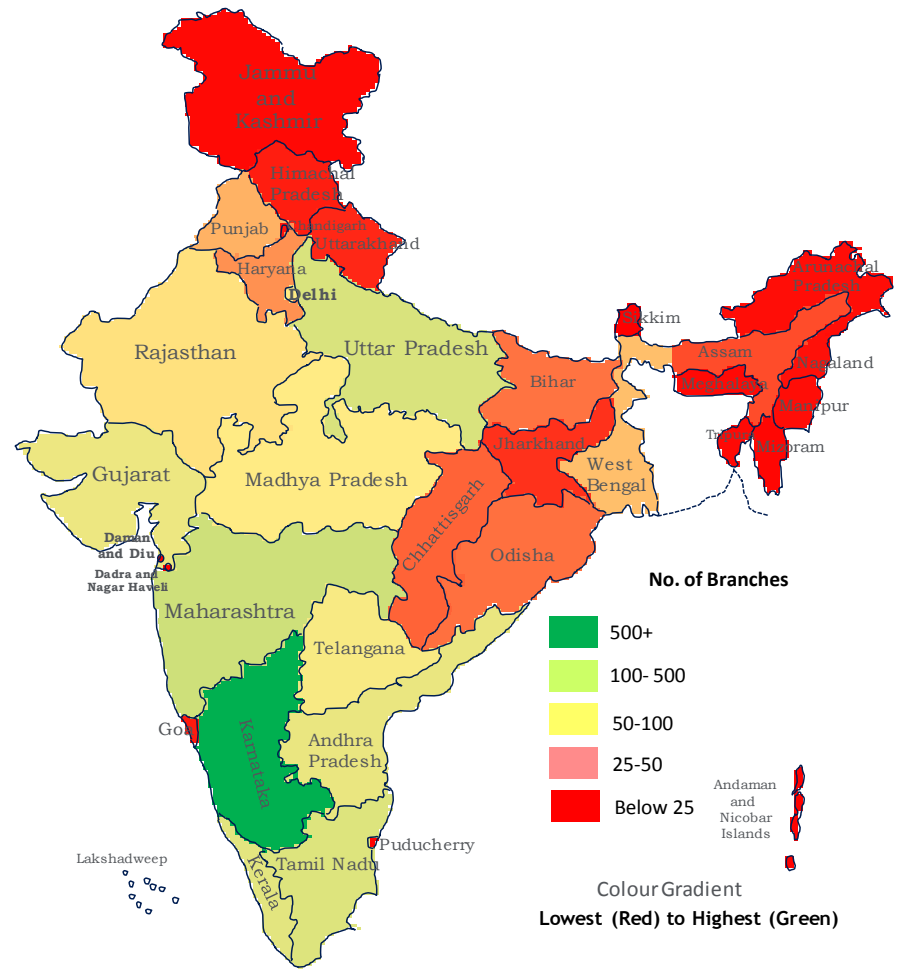 Jammu
and
Kashmir
Himachal
Pradesh
Chandigarh
Punjab
Uttarakhand
Haryana
Delhi
Arunachal
Pradesh
Sikkim
Rajasthan
Uttar Pradesh
Assam
Nagaland
Bihar
Meghalaya
Manipur
Tripura
Mizoram
Jharkhand
Gujarat
Madhya Pradesh
West
Bengal
Chhattisgarh
Daman
and Diu
Dadra and
Nagar Haveli
Odisha
Maharashtra
Telangana
Goa
Karnataka
Andhra
Pradesh
Puducherry
Lakshadweep
Kerala
Tamil Nadu
Andaman
and
Nicobar
Islands
No. of Branches
500+
100- 500
50-100
25-50
Below 25
Colour Gradient
Lowest (Red) to Highest (Green)